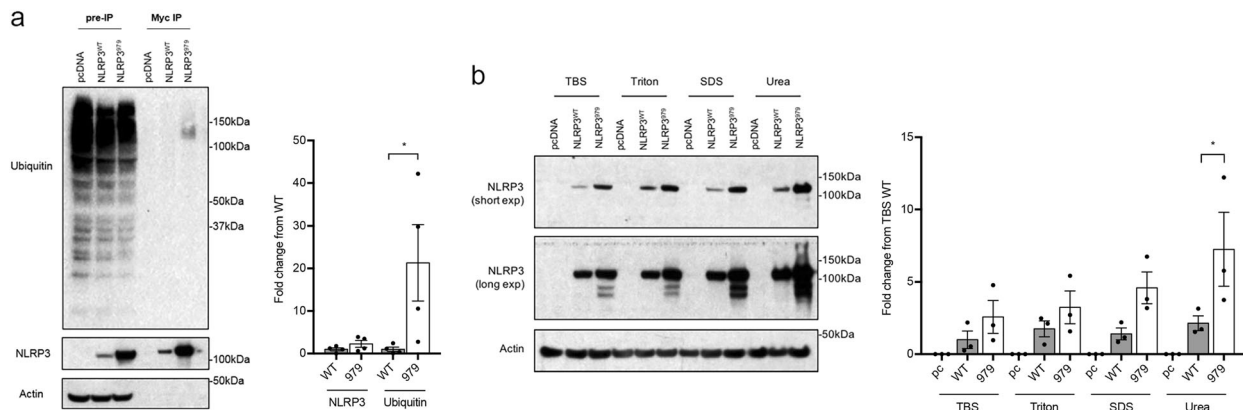 a
pre-IP Myc IP
pcDNA NLRP3WT NLRP3979 pcDNA NLRP3WT NLRP3979
Ubiquitin
-150kDa
-100kDa
-50kDa
-37kDa
NLRP3
-100kDa
-50kDa
Actin
Fold change from WT
50
40
30
20
10
0
*
WT 979 WT 979
NLRP3 Ubiquitin
b
TBS Triton SDS Urea
pcDNA NLRP3WT NLRP3979 pcDNA NLRP3WT NLRP3979 pcDNA NLRP3WT NLRP3979 pcDNA NLRP3WT NLRP3979
NLRP3
(short exp)
-150kDa
-100kDa
NLRP3
(long exp)
-150kDa
-100kDa
-50kDa
Actin
Fold change from TBS WT
15
10
5
0
*
pc WT 979 pc WT 979 pc WT 979 pc WT 979
TBS Triton SDS Urea